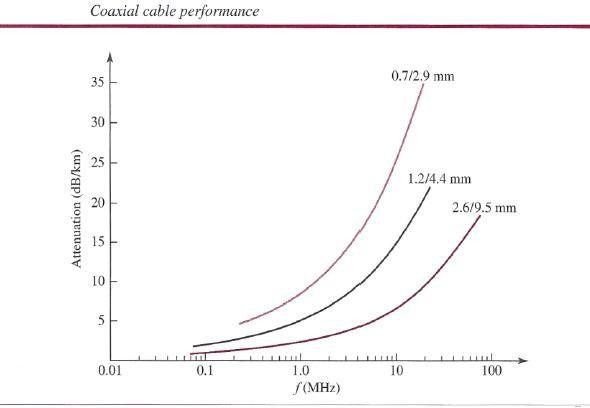 Coaxial cable performance
35
30
25
20
15
10
5
Attenuation (dB/km)
0.7/2.9 mm
1.2/4.4 mm
2.6/9.5 mm
0.01 0.1 1.0 10 100
f (MHz)